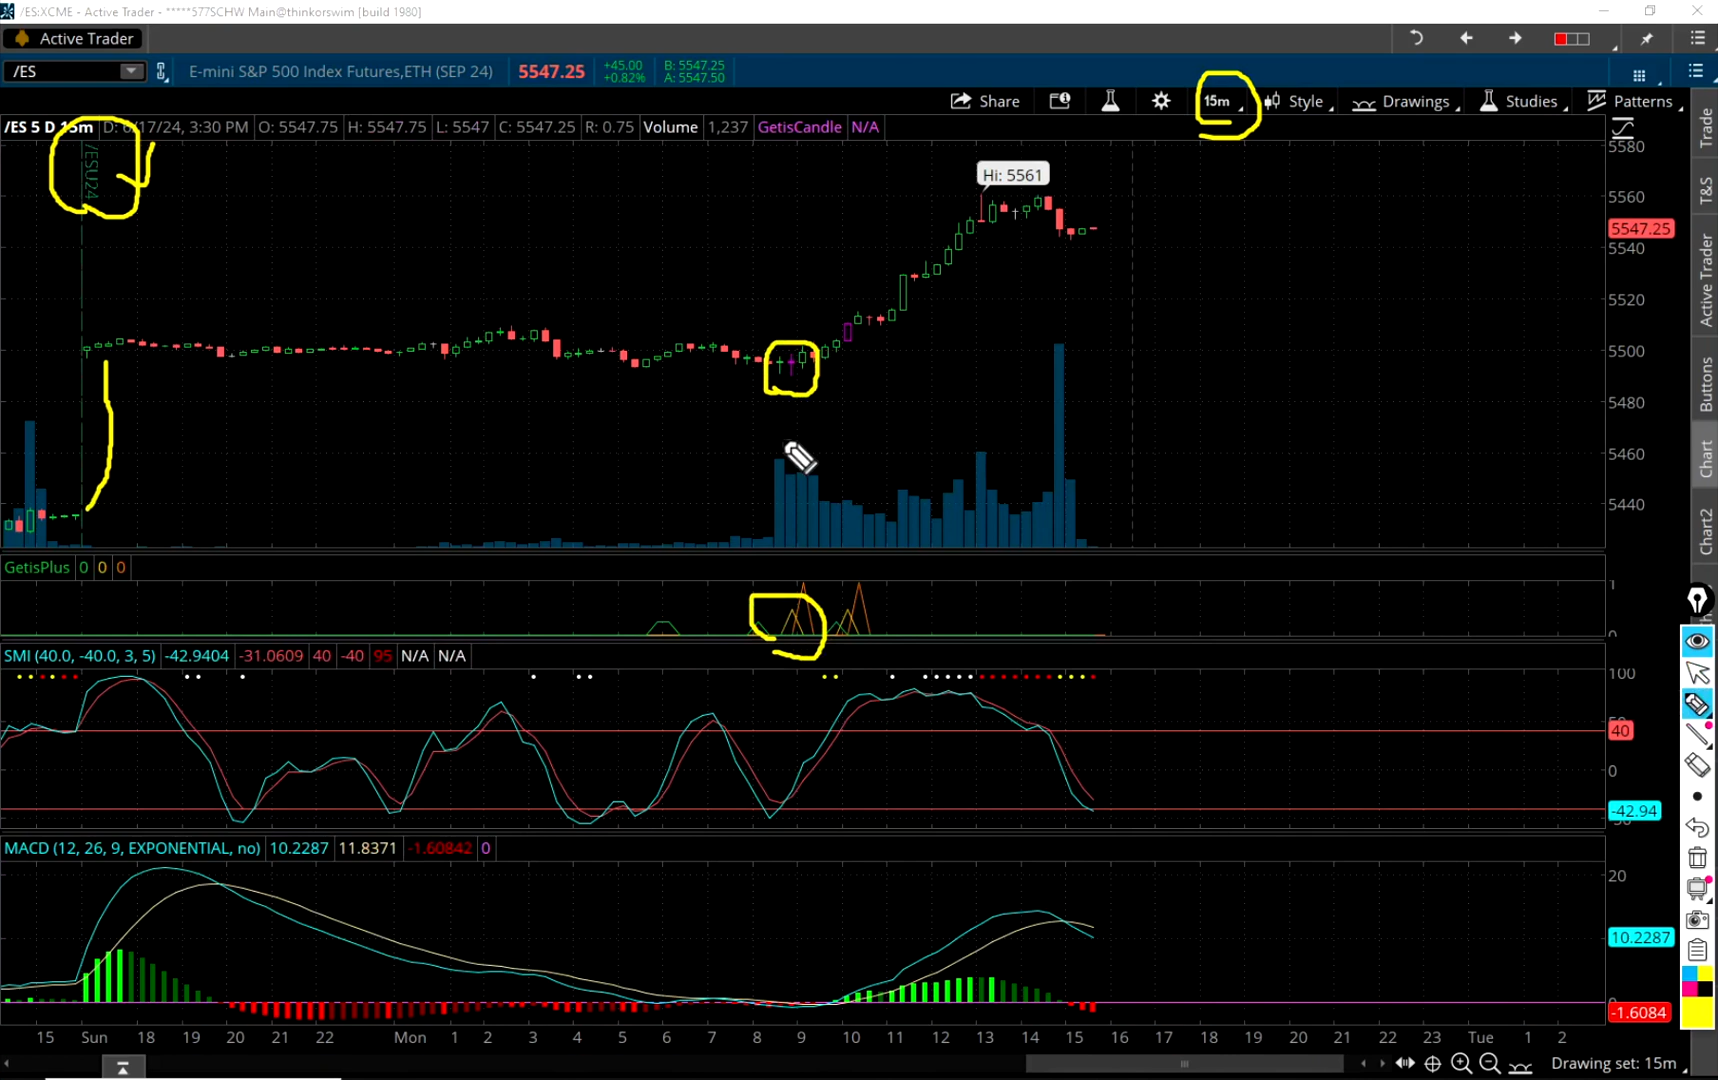 /ES:XCME - Active Trader - *****577SCHW Main@thinkorswim [build 1980]
Active Trader
/ES E-mini S&P 500 Index Futures,ETH (SEP 24) 5547.25 +45.00 +0.82% B: 5547.25 A: 5547.50
Share 15m Style Drawings Studies Patterns
/ES 5 D 15m D: 6/17/24, 3:30 PM O: 5547.75 H: 5547.75 L: 5547 C: 5547.25 R: 0.75 Volume 1,237 GetisCandle N/A
/ESU24
Hi: 5561
5580
5560
5547.25
5540
5520
5500
5480
5460
5440
GetisPlus 0 0 0
1
0
SMI (40.0, -40.0, 3, 5) -42.9404 -31.0609 40 -40 95 N/A N/A
100
40
0
-42.94
MACD (12, 26, 9, EXPONENTIAL, no) 10.2287 11.8371 -1.60842 0
20
10.2287
-1.6084
15 Sun 18 19 20 21 22 Mon 1 2 3 4 5 6 7 8 9 10 11 12 13 14 15 16 17 18 19 20 21 22 23 Tue 1 2
Drawing set: 15m
Trade
T&S
Active Trader
Buttons
Chart
Chart2